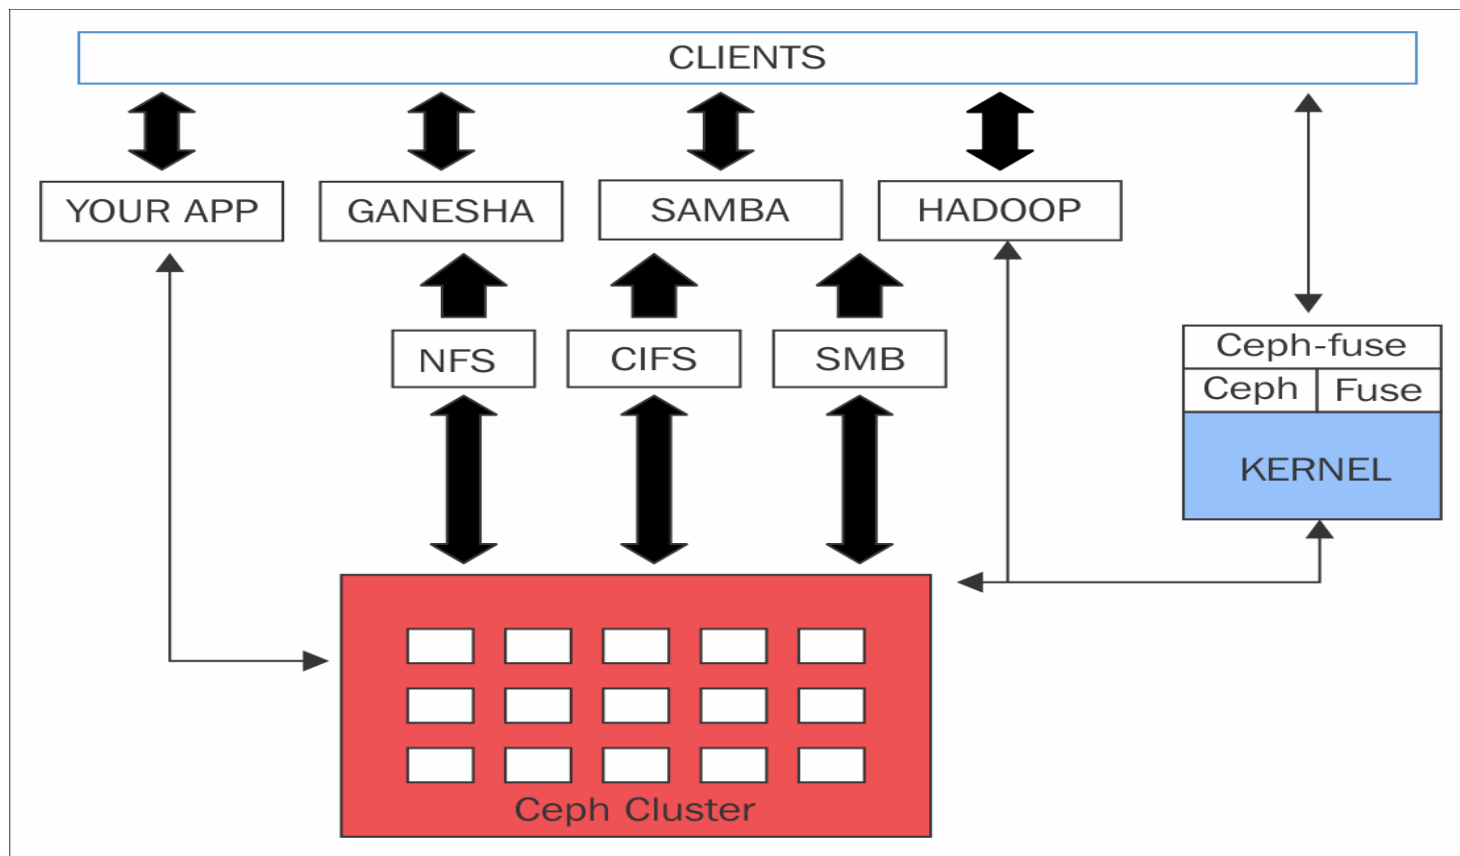 CLIENTS
YOUR APP
GANESHA
SAMBA
HADOOP
NFS
CIFS
SMB
Ceph-fuse
Ceph
Fuse
KERNEL
Ceph Cluster